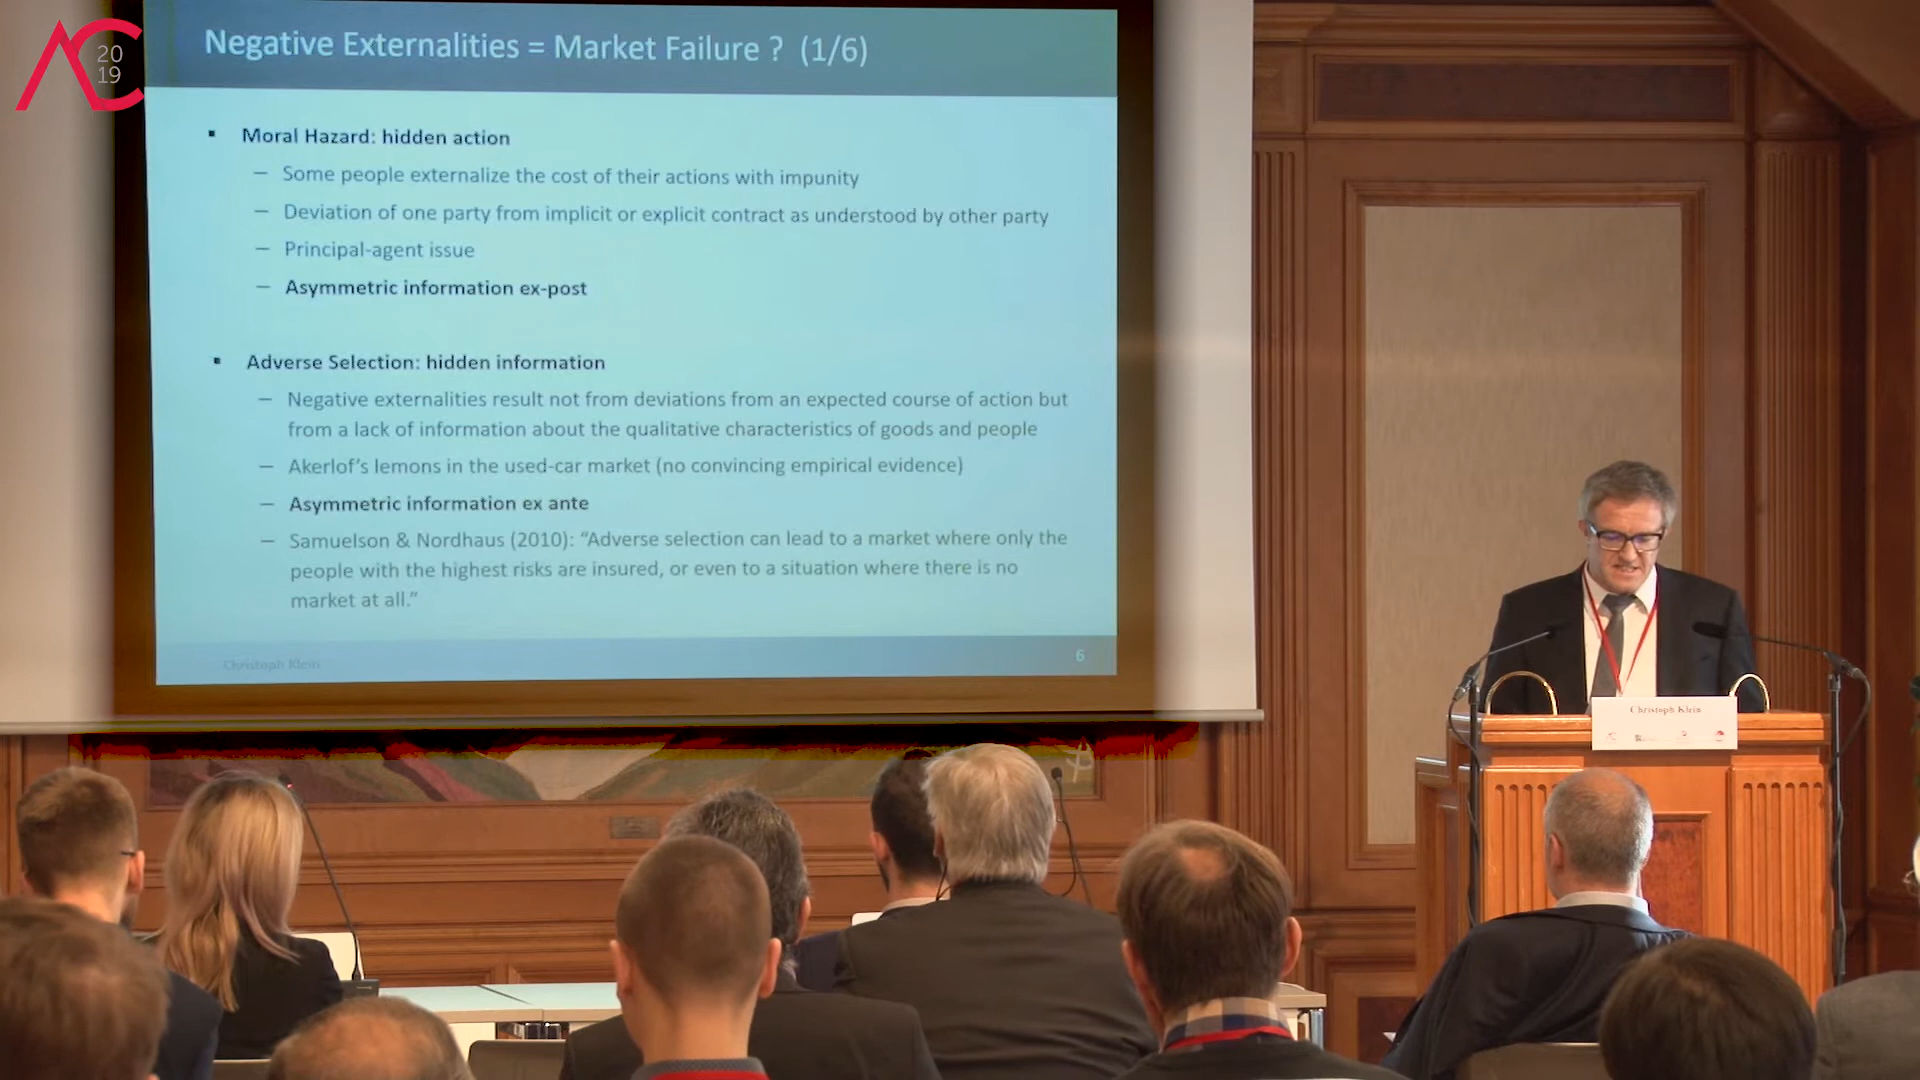 AC
20
19
Negative Externalities = Market Failure ? (1/6)
▪ Moral Hazard: hidden action
– Some people externalize the cost of their actions with impunity
– Deviation of one party from implicit or explicit contract as understood by other party
– Principal-agent issue
– Asymmetric information ex-post
▪ Adverse Selection: hidden information
– Negative externalities result not from deviations from an expected course of action but
from a lack of information about the qualitative characteristics of goods and people
– Akerlof’s lemons in the used-car market (no convincing empirical evidence)
– Asymmetric information ex ante
– Samuelson & Nordhaus (2010): “Adverse selection can lead to a market where only the
people with the highest risks are insured, or even to a situation where there is no
market at all.”
Christoph Klein
6
Christoph Klein